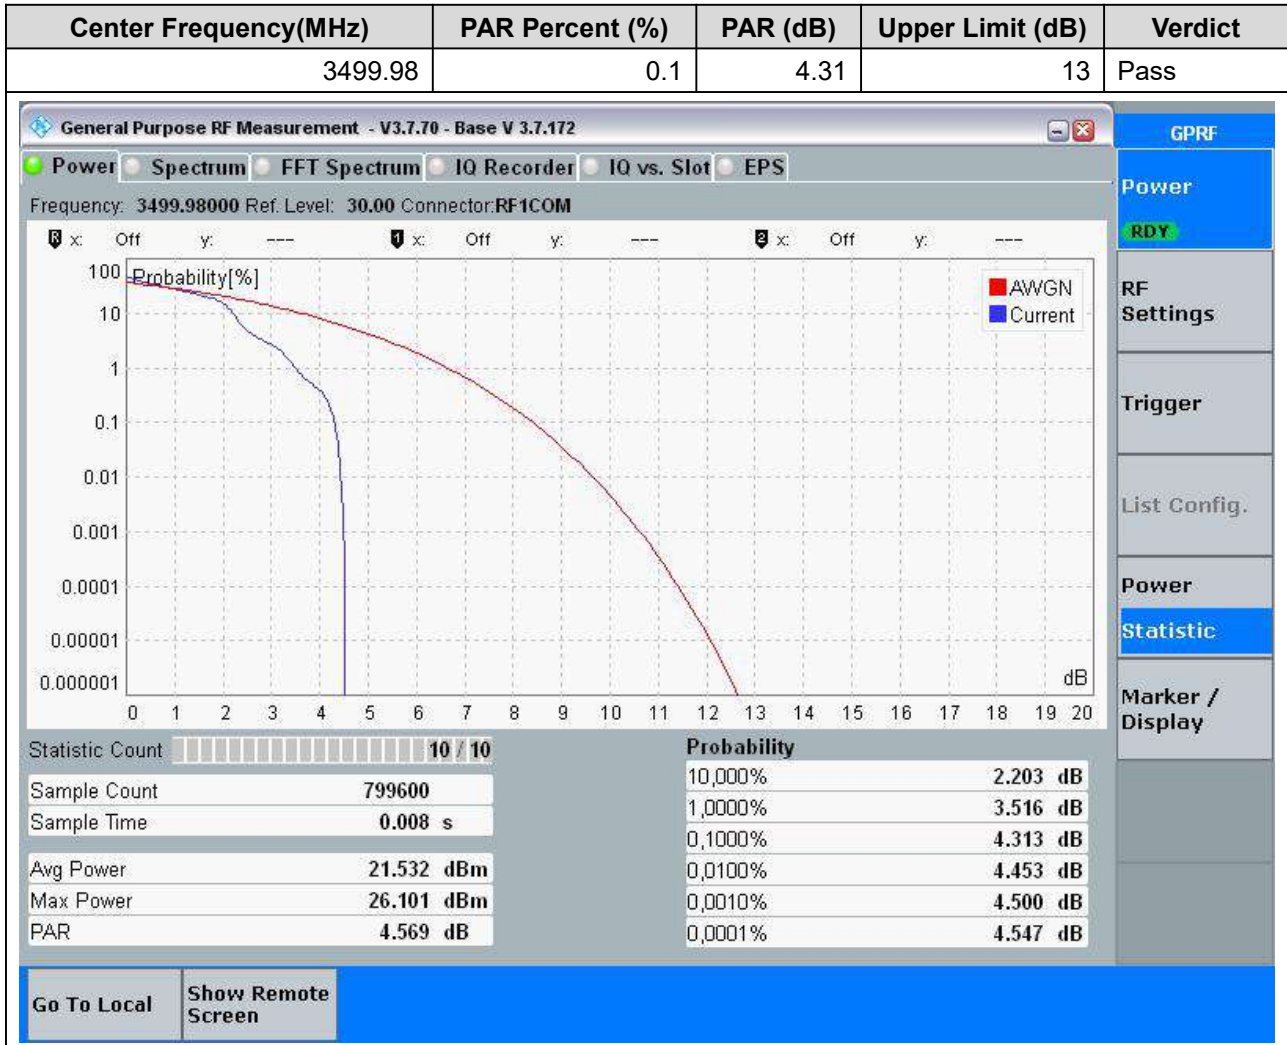 Center Frequency(MHz) PAR Percent (%) PAR (dB) Upper Limit (dB) Verdict
3499.98 0.1 4.31 13 Pass
General Purpose RF Measurement - V3.7.70 - Base V 3.7.172
GPRF
Power Spectrum FFT Spectrum IQ Recorder IQ vs. Slot EPS
Power
RDY
Frequency: 3499.98000 Ref. Level: 30.00 Connector:RF1COM
R x: Off y: --- 1 x: Off y: --- 2 x: Off y: ---
Probability[%]
AWGN
Current
100
10
1
0.1
0.01
0.001
0.0001
0.00001
0.000001
dB
0 1 2 3 4 5 6 7 8 9 10 11 12 13 14 15 16 17 18 19 20
RF
Settings
Trigger
List Config.
Power
Statistic
Marker /
Display
Statistic Count 10 / 10
Sample Count 799600
Sample Time 0.008 s
Avg Power 21.532 dBm
Max Power 26.101 dBm
PAR 4.569 dB
Probability
10,000% 2.203 dB
1,0000% 3.516 dB
0,1000% 4.313 dB
0,0100% 4.453 dB
0,0010% 4.500 dB
0,0001% 4.547 dB
Go To Local
Show Remote
Screen